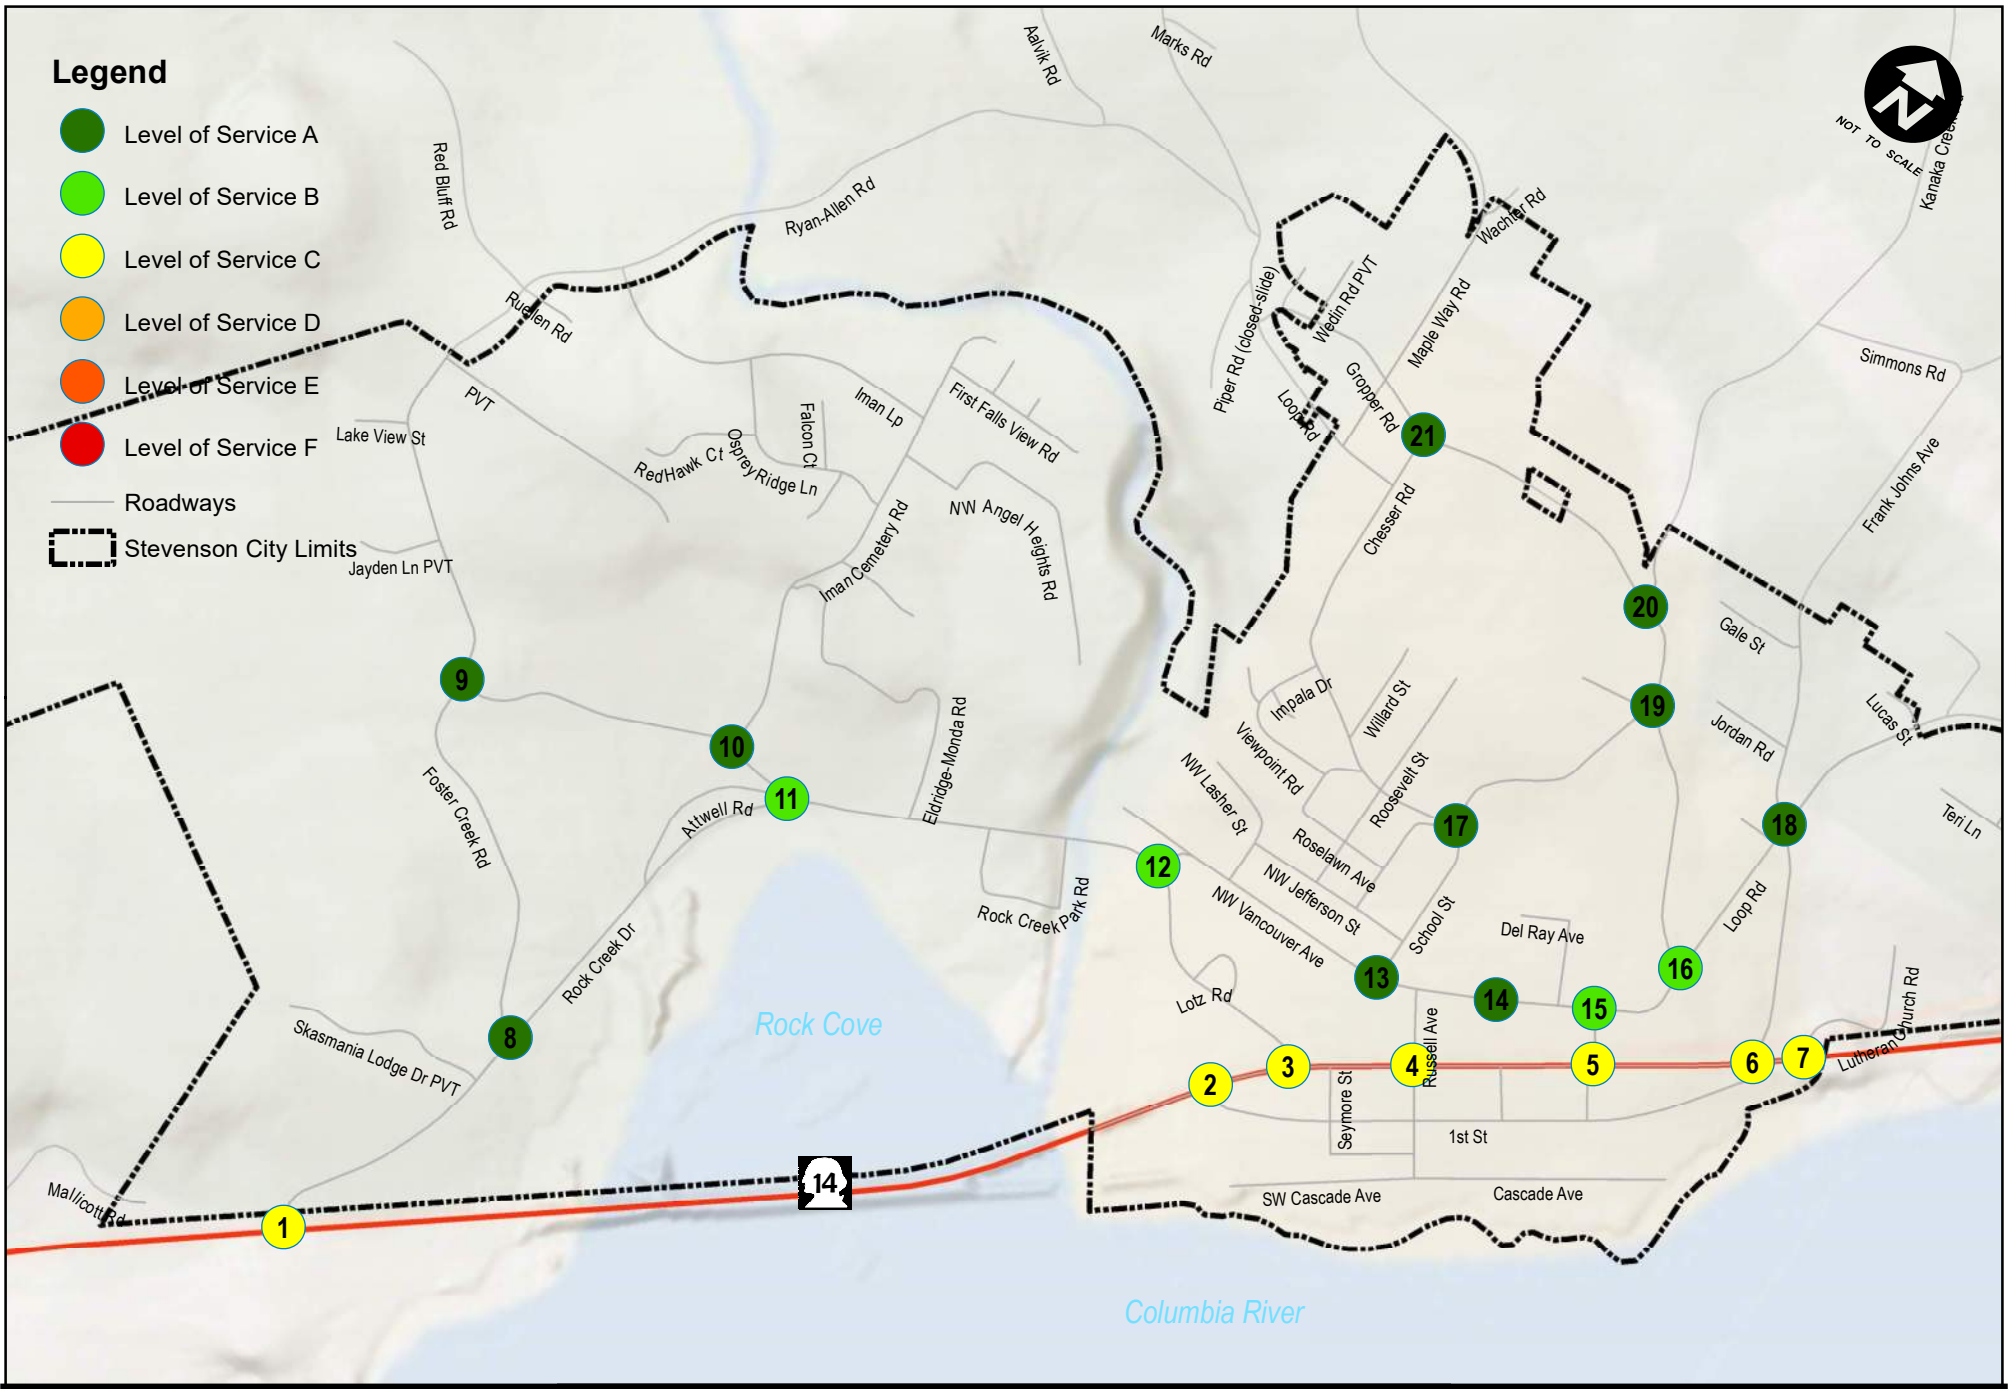 Legend
Level of Service A
Level of Service B
Level of Service C
Level of Service D
Level of Service E
Level of Service F
Roadways
Stevenson City Limits
N
NOT TO SCALE
Aalvik Rd
Marks Rd
Red Bluff Rd
Ryan-Allen Rd
Wachter Rd
Ruellen Rd
Piper Rd (closed-slide)
Wedin Rd PVT
Maple Way Rd
Simmons Rd
PVT
Lake View St
Iman Lp
First Falls View Rd
Falcon Ct
Osprey Ridge Ln
Red Hawk Ct
Loop Rd
Gropper Rd
21
Frank Johns Ave
Chesser Rd
Jayden Ln PVT
Iman Cemetery Rd
NW Angel Heights Rd
20
Gale St
9
10
11
Eldridge-Monda Rd
Impala Dr
Willard St
19
Jordan Rd
Lucas St
Viewpoint Rd
NW Lasher St
Roosevelt St
17
18
Teri Ln
Foster Creek Rd
Attwell Rd
12
Roselawn Ave
NW Jefferson St
NW Vancouver Ave
School St
Del Ray Ave
Loop Rd
Rock Creek Park Rd
Rock Creek Dr
13
14
15
16
Lotz Rd
Rock Cove
Skasmania Lodge Dr PVT
8
2
3
4
Russell Ave
5
6
7
Lutheran Church Rd
Seymore St
1st St
14
SW Cascade Ave
Cascade Ave
Mallicott Rd
1
Columbia River